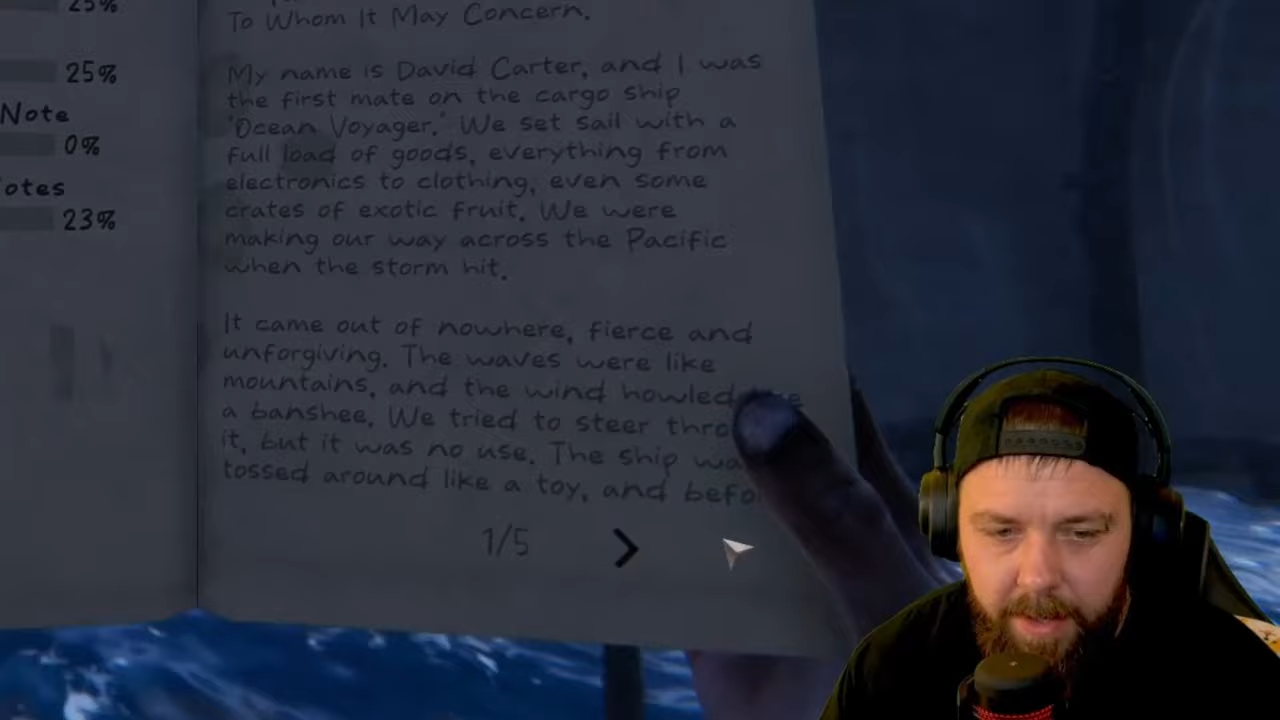 25%
25%
Note
0%
otes
23%
To Whom It May Concern.
My name is David Carter, and I was
the first mate on the cargo ship
'Ocean Voyager.' We set sail with a
full load of goods, everything from
electronics to clothing, even some
crates of exotic fruit. We were
making our way across the Pacific
when the storm hit.
It came out of nowhere, fierce and
unforgiving. The waves were like
mountains, and the wind howled
a banshee. We tried to steer thro
it, but it was no use. The ship wa
tossed around like a toy, and befo
1/5 >